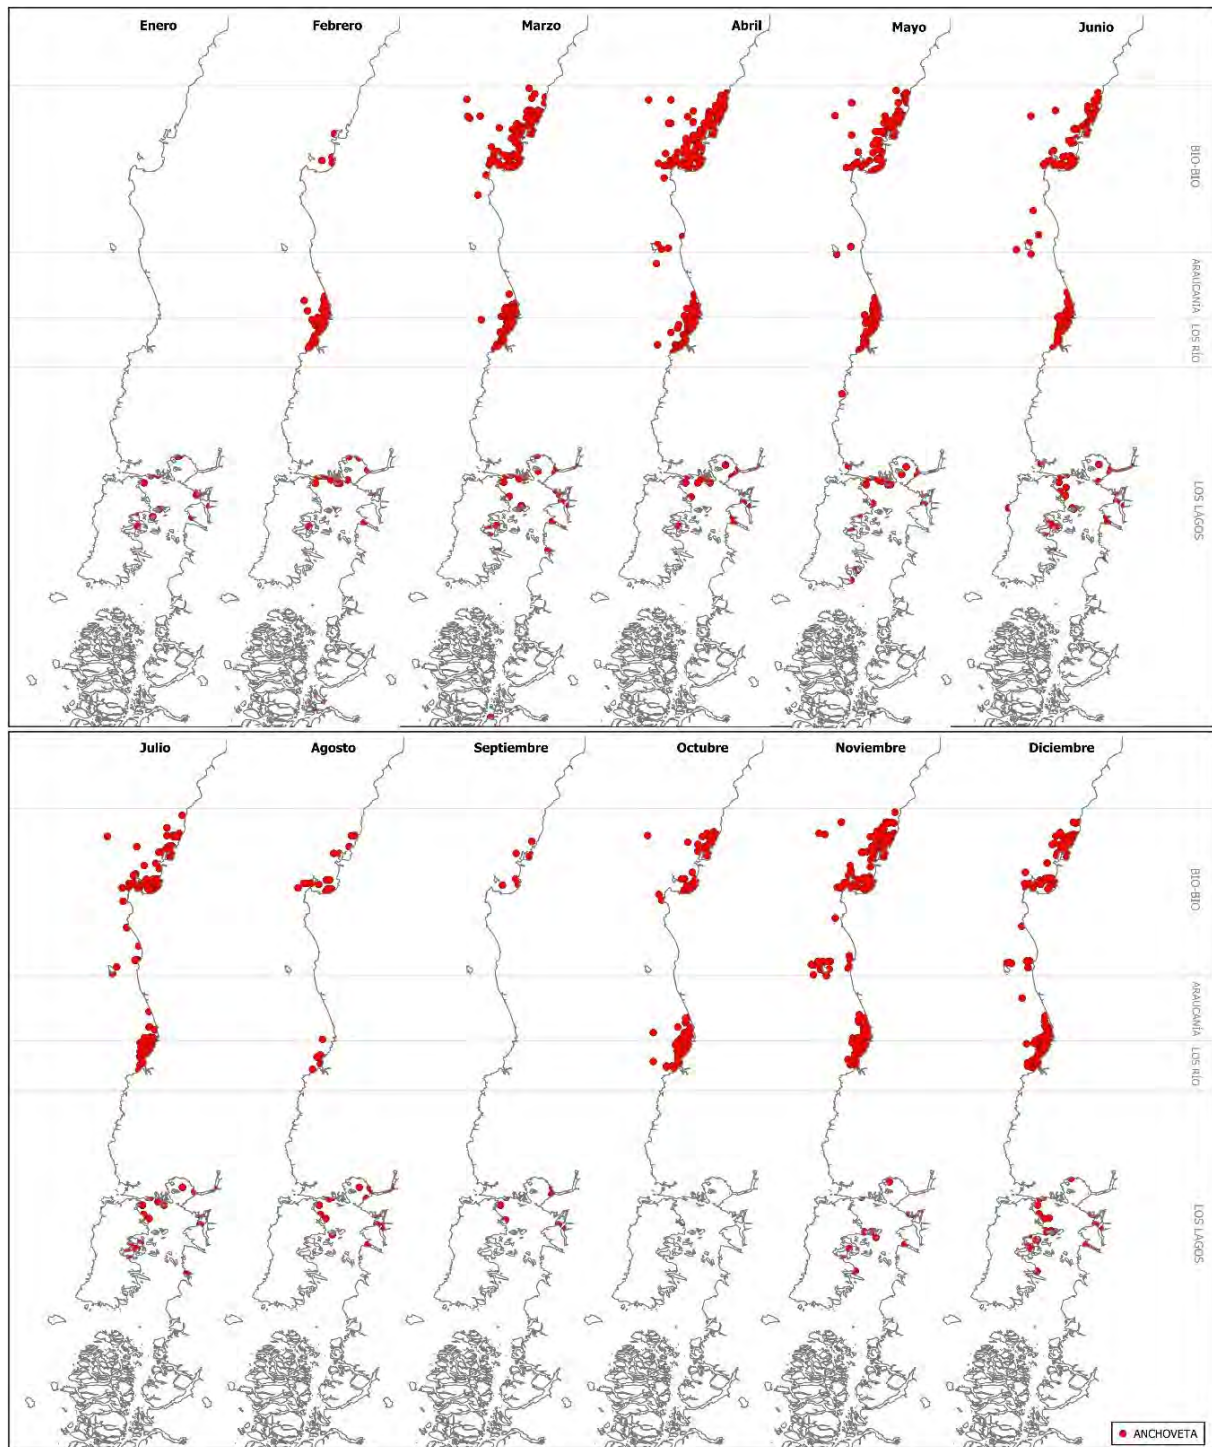 Enero Febrero Marzo Abril Mayo Junio
BIO-BIO
ARAUCANÍA
LOS RÍO
LOS LAGOS
Julio Agosto Septiembre Octubre Noviembre Diciembre
BIO-BIO
ARAUCANÍA
LOS RÍO
LOS LAGOS
ANCHOVETA